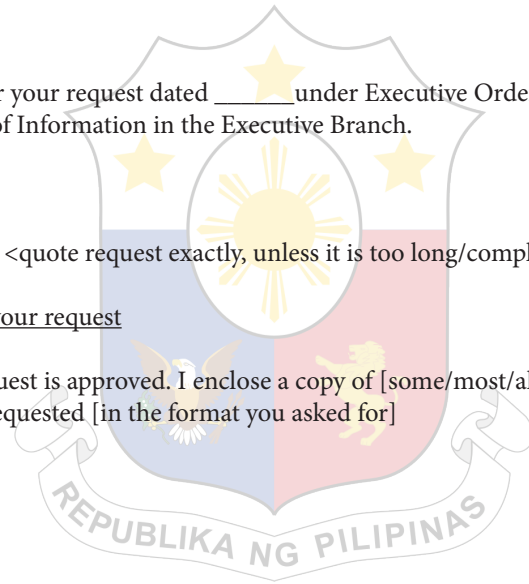 r your request dated ______under Executive Orde
of Information in the Executive Branch.
<quote request exactly, unless it is too long/compl
your request
uest is approved. I enclose a copy of [some/most/al
equested [in the format you asked for]
REPUBLIKA NG PILIPINAS